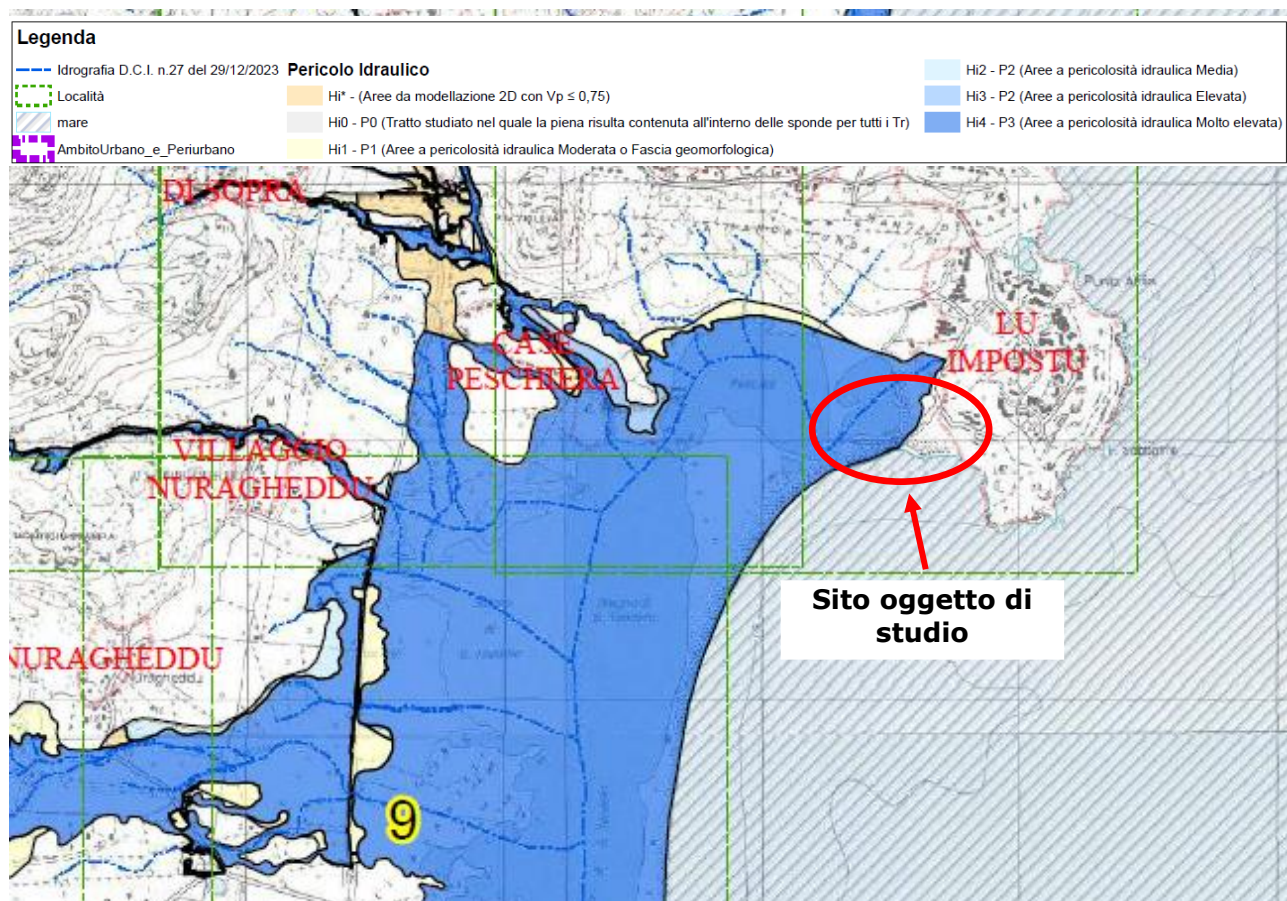 Legenda
Idrografia D.C.I. n.27 del 29/12/2023
Località
mare
AmbitoUrbano_e_Periurbano
Pericolo Idraulico
Hi* - (Aree da modellazione 2D con Vp ≤ 0,75)
Hi0 - P0 (Tratto studiato nel quale la piena risulta contenuta all'interno delle sponde per tutti i Tr)
Hi1 - P1 (Aree a pericolosità idraulica Moderata o Fascia geomorfologica)
Hi2 - P2 (Aree a pericolosità idraulica Media)
Hi3 - P2 (Aree a pericolosità idraulica Elevata)
Hi4 - P3 (Aree a pericolosità idraulica Molto elevata)
DI SOPRA
LU
IMPOSTU
CASE
PESCHIERA
VILLAGGIO
NURAGHEDDU
Sito oggetto di
studio
NURAGHEDDU
Nuragheddu
9